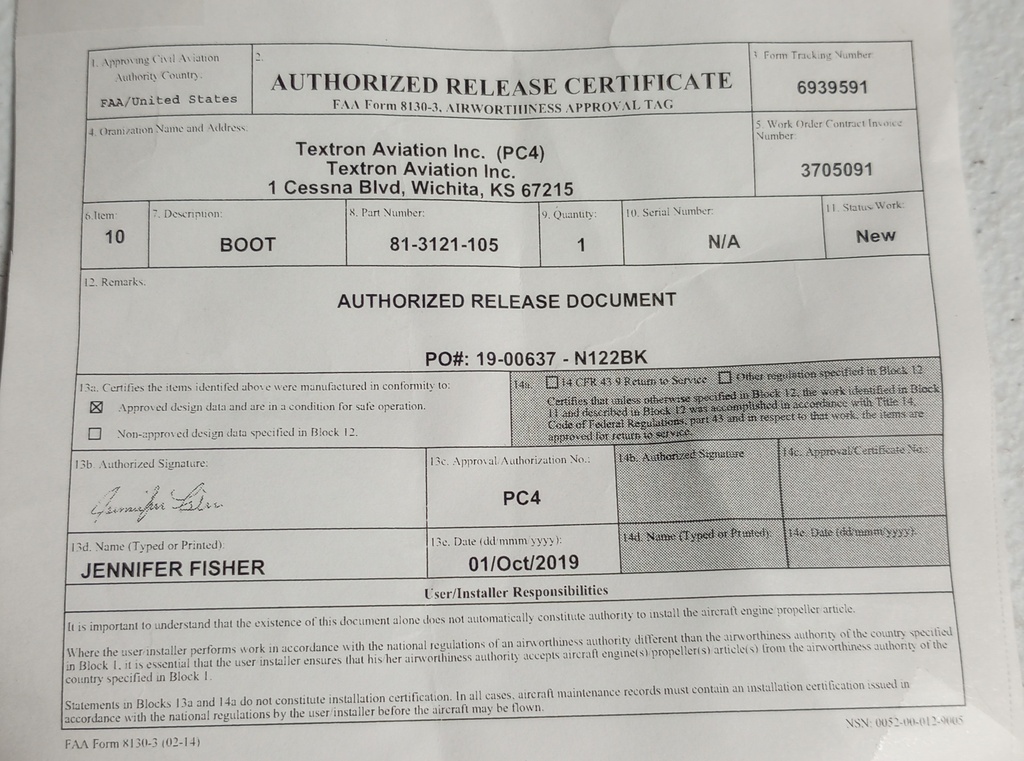 1. Approving Civil Aviation
Authority Country:
FAA/United States
2.
AUTHORIZED RELEASE CERTIFICATE
FAA Form 8130-3, AIRWORTHINESS APPROVAL TAG
3. Form Tracking Number:
6939591
4. Oranization Name and Address:
Textron Aviation Inc. (PC4)
Textron Aviation Inc.
1 Cessna Blvd, Wichita, KS 67215
5. Work Order Contract Invoice
Number:
3705091
6.Item:
10
7. Description:
BOOT
8. Part Number:
81-3121-105
9. Quantity:
1
10. Serial Number:
N/A
11. Status/Work:
New
12. Remarks.
AUTHORIZED RELEASE DOCUMENT
PO#: 19-00637 - N122BK
13a. Certifies the items identifed above were manufactured in conformity to:
☒ Approved design data and are in a condition for safe operation.
☐ Non-approved design data specified in Block 12.
14a. ☐ 14 CFR 43 9 Return to Service ☐ Other regulation specified in Block 12
Certifies that unless otherwise specified in Block 12, the work identified in Block
11 and described in Block 12 was accomplished in accordance with Title 14,
Code of Federal Regulations, part 43 and in respect to that work, the items are
approved for return to service.
13b. Authorized Signature:
Jennifer Fisher
13c. Approval/Authorization No.:
PC4
14b. Authorized Signature
14c. Approval/Certificate No.:
13d. Name (Typed or Printed):
JENNIFER FISHER
13e. Date (dd/mmm/yyyy):
01/Oct/2019
14d. Name (Typed or Printed):
14e. Date (dd/mmm/yyyy):
User/Installer Responsibilities
It is important to understand that the existence of this document alone does not automatically constitute authority to install the aircraft engine propeller article.
Where the user/installer performs work in accordance with the national regulations of an airworthiness authority different than the airworthiness authority of the country specified
in Block 1, it is essential that the user installer ensures that his/her airworthiness authority accepts aircraft engine(s) propeller(s) article(s) from the airworthiness authority of the
country specified in Block 1.
Statements in Blocks 13a and 14a do not constitute installation certification. In all cases, aircraft maintenance records must contain an installation certification issued in
accordance with the national regulations by the user/installer before the aircraft may be flown.
FAA Form 8130-3 (02-14)
NSN: 0052-00-012-9005